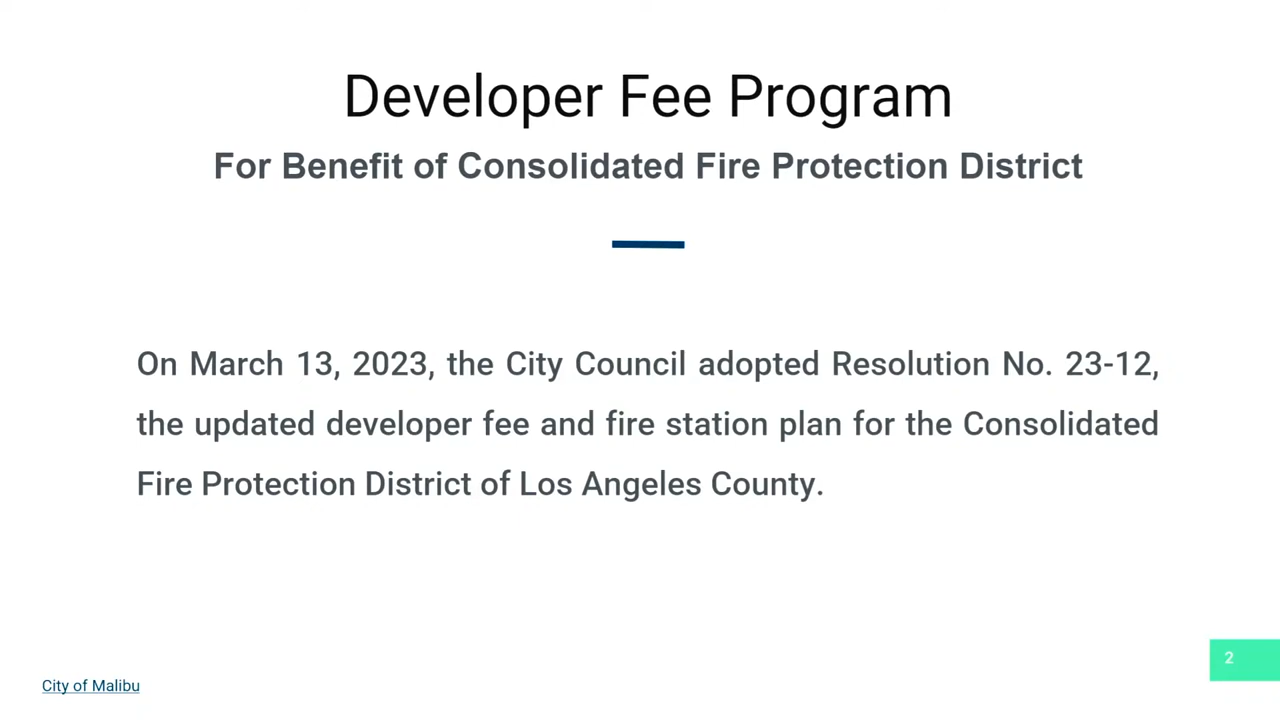 Developer Fee Program
For Benefit of Consolidated Fire Protection District
On March 13, 2023, the City Council adopted Resolution No. 23-12,
the updated developer fee and fire station plan for the Consolidated
Fire Protection District of Los Angeles County.
2
City of Malibu